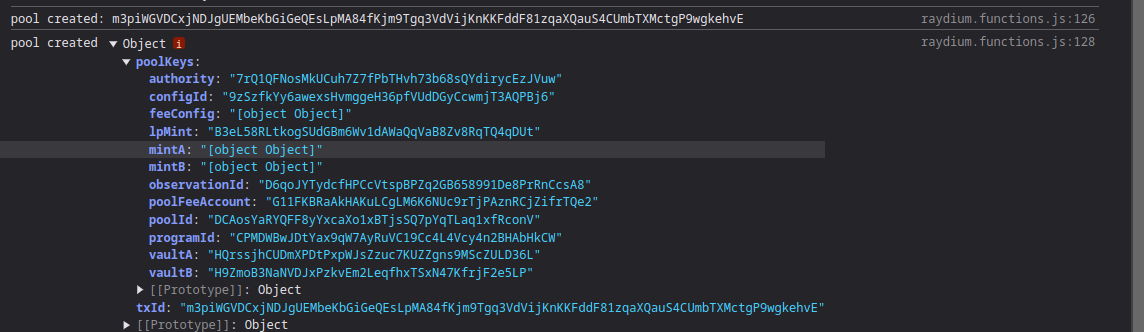 pool created: m3piWGVDCxjNDJgUEMbeKbGiGeQEsLpMA84fKjm9Tgq3VdVijKnKKFddF81zqaXQauS4CUmbTXMctgP9wgkehvE raydium.functions.js:126
pool created ▼ Object i raydium.functions.js:128
▼ poolKeys:
authority: "7rQ1QFNosMkUCuh7Z7fPbTHvh73b68sQYdirycEzJVuw"
configId: "9zSzfkYy6awexsHvmggeH36pfVUdDGyCcwmjT3AQPBj6"
feeConfig: "[object Object]"
lpMint: "B3eL58RLtkogSUdGBm6Wv1dAWaQqVaB8Zv8RqTQ4qDUt"
mintA: "[object Object]"
mintB: "[object Object]"
observationId: "D6qoJYTydcfHPCcVtspBPZq2GB658991De8PrRnCcsA8"
poolFeeAccount: "G11FKBRaAkHAKuLCgLM6K6NUc9rTjPAznRCjZifrTQe2"
poolId: "DCAosYaRYQFF8yYxcaXo1xBTjsSQ7pYqTLaq1xfRconV"
programId: "CPMDWBwJDtYax9qW7AyRuVC19Cc4L4Vcy4n2BHAbHkCW"
vaultA: "HQrssjhCUDmXPDtPxpWJsZzuc7KUZZgns9MScZULD36L"
vaultB: "H9ZmoB3NaNVDJxPzkvEm2LeqfhxTSxN47KfrjF2e5LP"
▶ [[Prototype]]: Object
txId: "m3piWGVDCxjNDJgUEMbeKbGiGeQEsLpMA84fKjm9Tgq3VdVijKnKKFddF81zqaXQauS4CUmbTXMctgP9wgkehvE"
▶ [[Prototype]]: Object